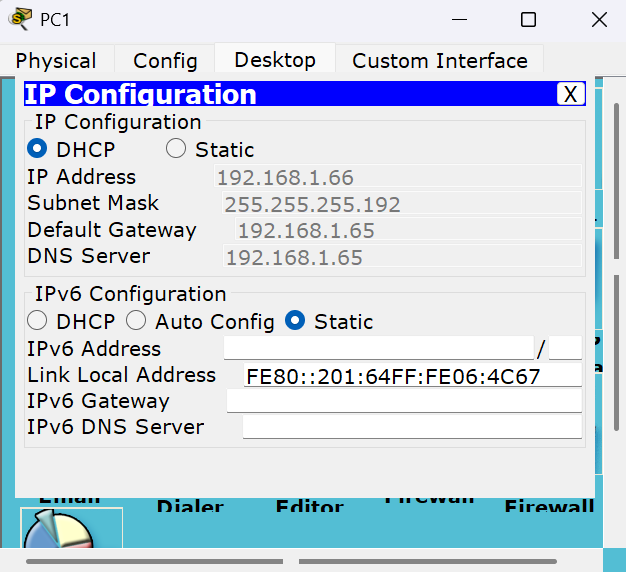 PC1
Physical Config Desktop Custom Interface
IP Configuration X
IP Configuration
DHCP Static
IP Address 192.168.1.66
Subnet Mask 255.255.255.192
Default Gateway 192.168.1.65
DNS Server 192.168.1.65
IPv6 Configuration
DHCP Auto Config Static
IPv6 Address /
Link Local Address FE80::201:64FF:FE06:4C67
IPv6 Gateway
IPv6 DNS Server
Email Dialer Editor Firewall Firewall